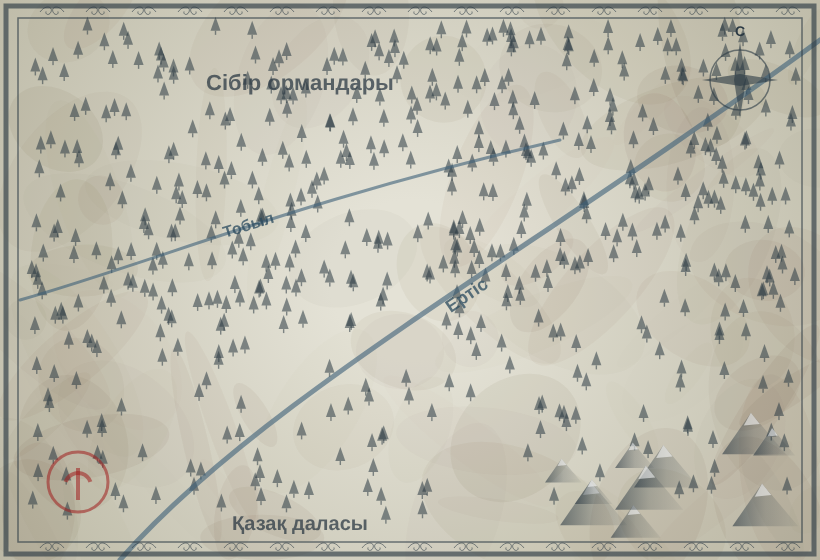 С
Сібір ормандары
Тобыл
Ертіс
Қазақ даласы